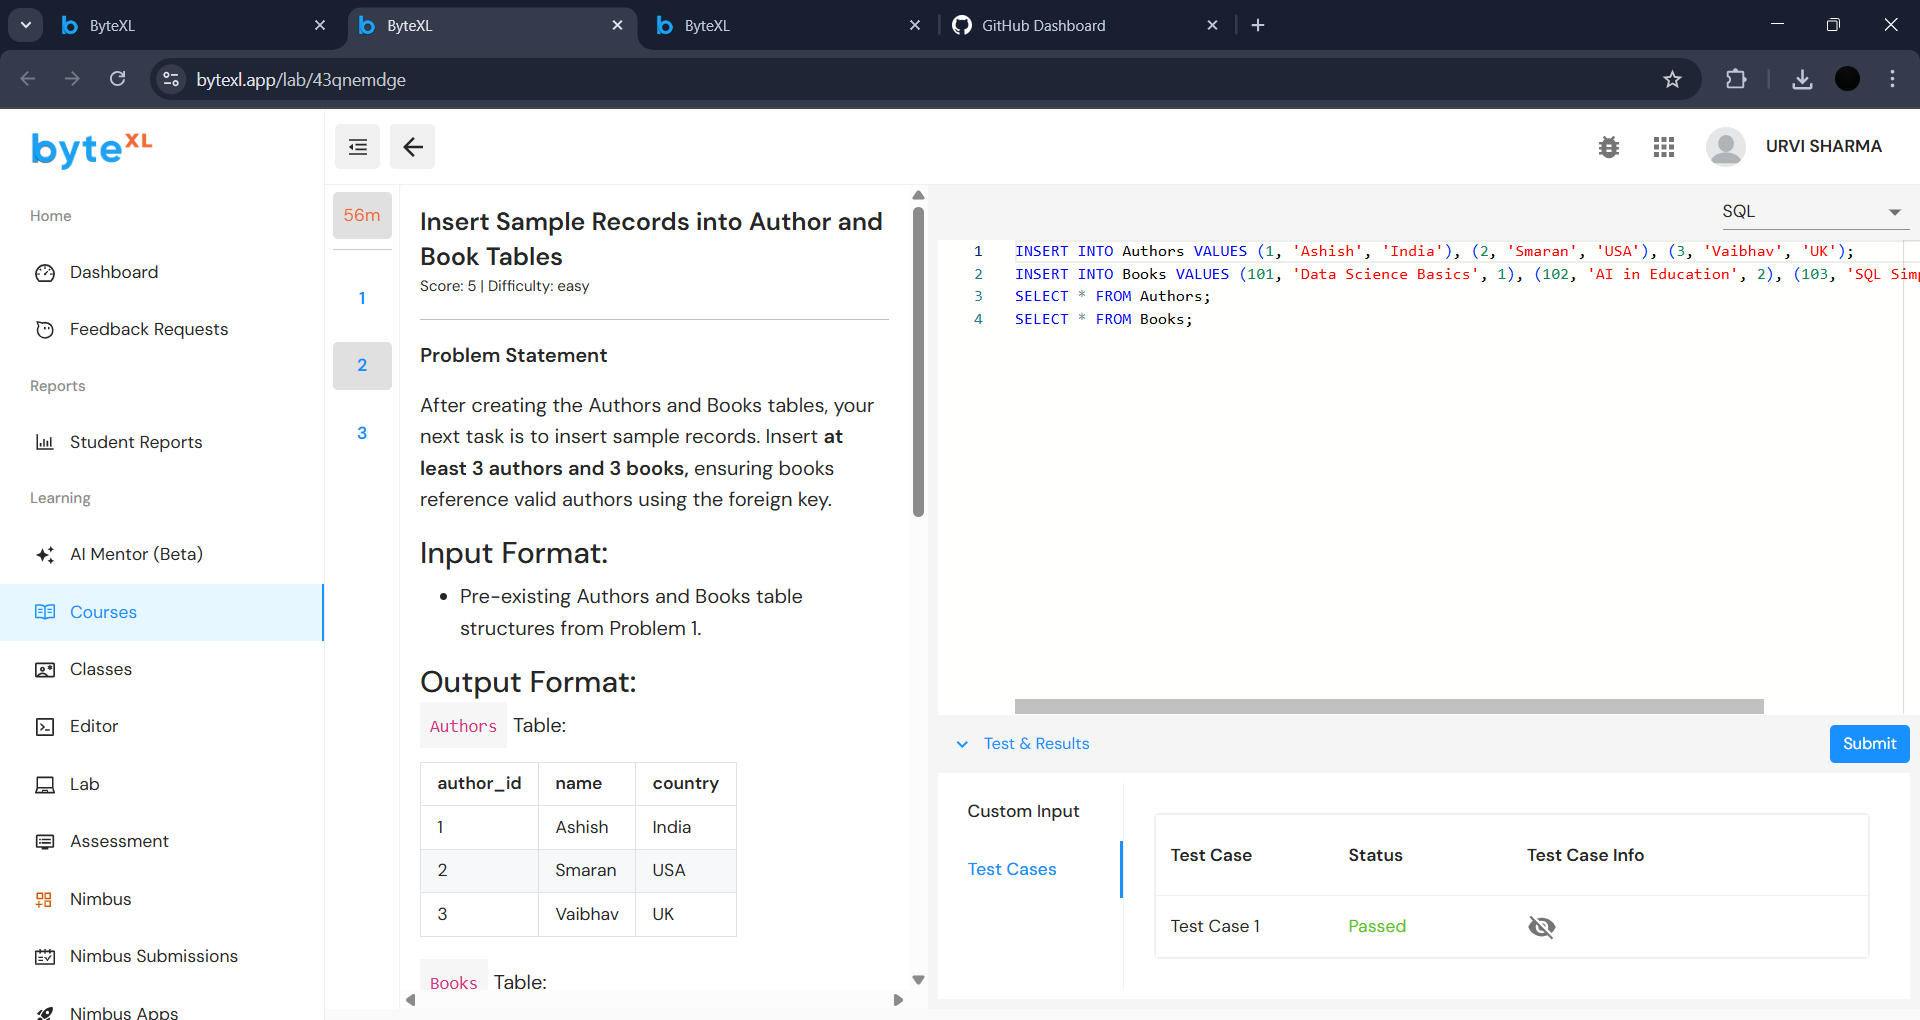 ByteXL
ByteXL
ByteXL
GitHub Dashboard
bytexl.app/lab/43qnemdge
byteXL
URVI SHARMA
Home
Dashboard
Feedback Requests
Reports
Student Reports
Learning
AI Mentor (Beta)
Courses
Classes
Editor
Lab
Assessment
Nimbus
Nimbus Submissions
Nimbus Apps
56m
1
2
3
Insert Sample Records into Author and
Book Tables
Score: 5 | Difficulty: easy
Problem Statement
After creating the Authors and Books tables, your
next task is to insert sample records. Insert at
least 3 authors and 3 books, ensuring books
reference valid authors using the foreign key.
Input Format:
• Pre-existing Authors and Books table
structures from Problem 1.
Output Format:
Authors Table:
author_id name country
1 Ashish India
2 Smaran USA
3 Vaibhav UK
Books Table:
SQL
1 INSERT INTO Authors VALUES (1, 'Ashish', 'India'), (2, 'Smaran', 'USA'), (3, 'Vaibhav', 'UK');
2 INSERT INTO Books VALUES (101, 'Data Science Basics', 1), (102, 'AI in Education', 2), (103, 'SQL Simp
3 SELECT * FROM Authors;
4 SELECT * FROM Books;
Test & Results
Submit
Custom Input
Test Cases
Test Case Status Test Case Info
Test Case 1 Passed